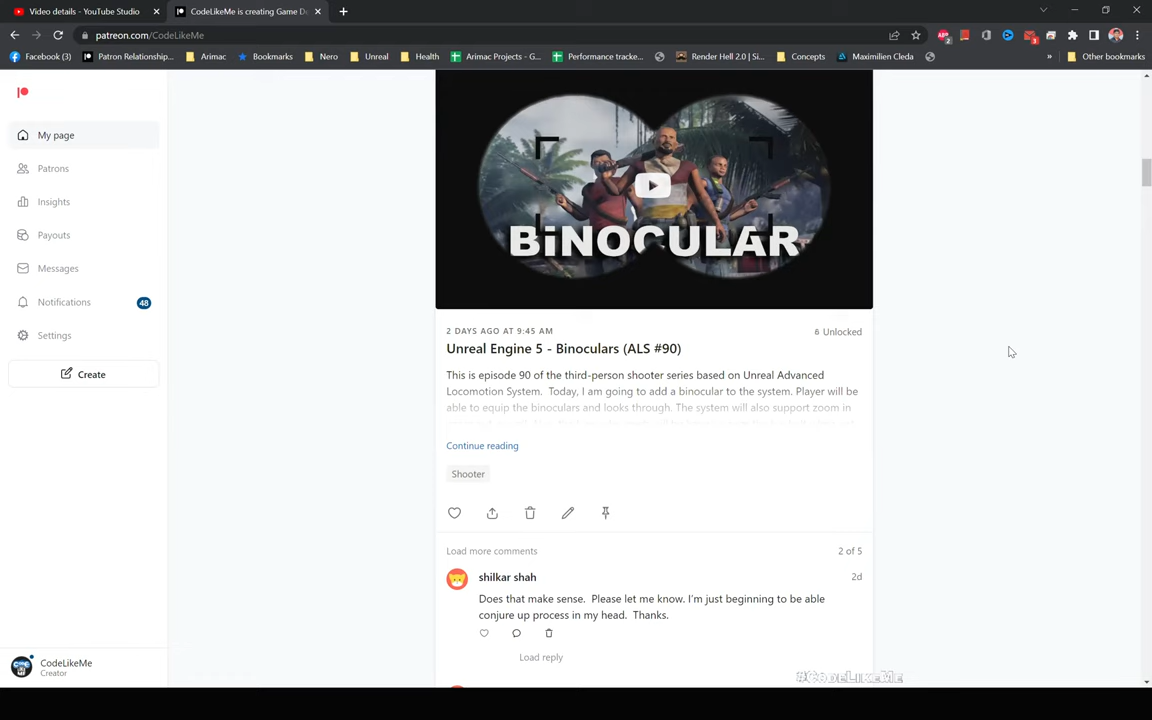 Video details - YouTube Studio
CodeLikeMe is creating Game D
patreon.com/CodeLikeMe
Facebook (3)
Patron Relationship...
Arimac
Bookmarks
Nero
Unreal
Health
Arimac Projects - G...
Performance tracke...
Render Hell 2.0 | Si...
Concepts
Maximilien Cleda
»
Other bookmarks
My page
Patrons
Insights
Payouts
Messages
Notifications
48
Settings
Create
BiNOCULAR
2 DAYS AGO AT 9:45 AM
6 Unlocked
Unreal Engine 5 - Binoculars (ALS #90)
This is episode 90 of the third-person shooter series based on Unreal Advanced
Locomotion System. Today, I am going to add a binocular to the system. Player will be
able to equip the binoculars and looks through. The system will also support zoom in
Continue reading
Shooter
Load more comments
2 of 5
shilkar shah
2d
Does that make sense. Please let me know. I'm just beginning to be able
conjure up process in my head. Thanks.
Load reply
CodeLikeMe
Creator
#CodeLikeMe